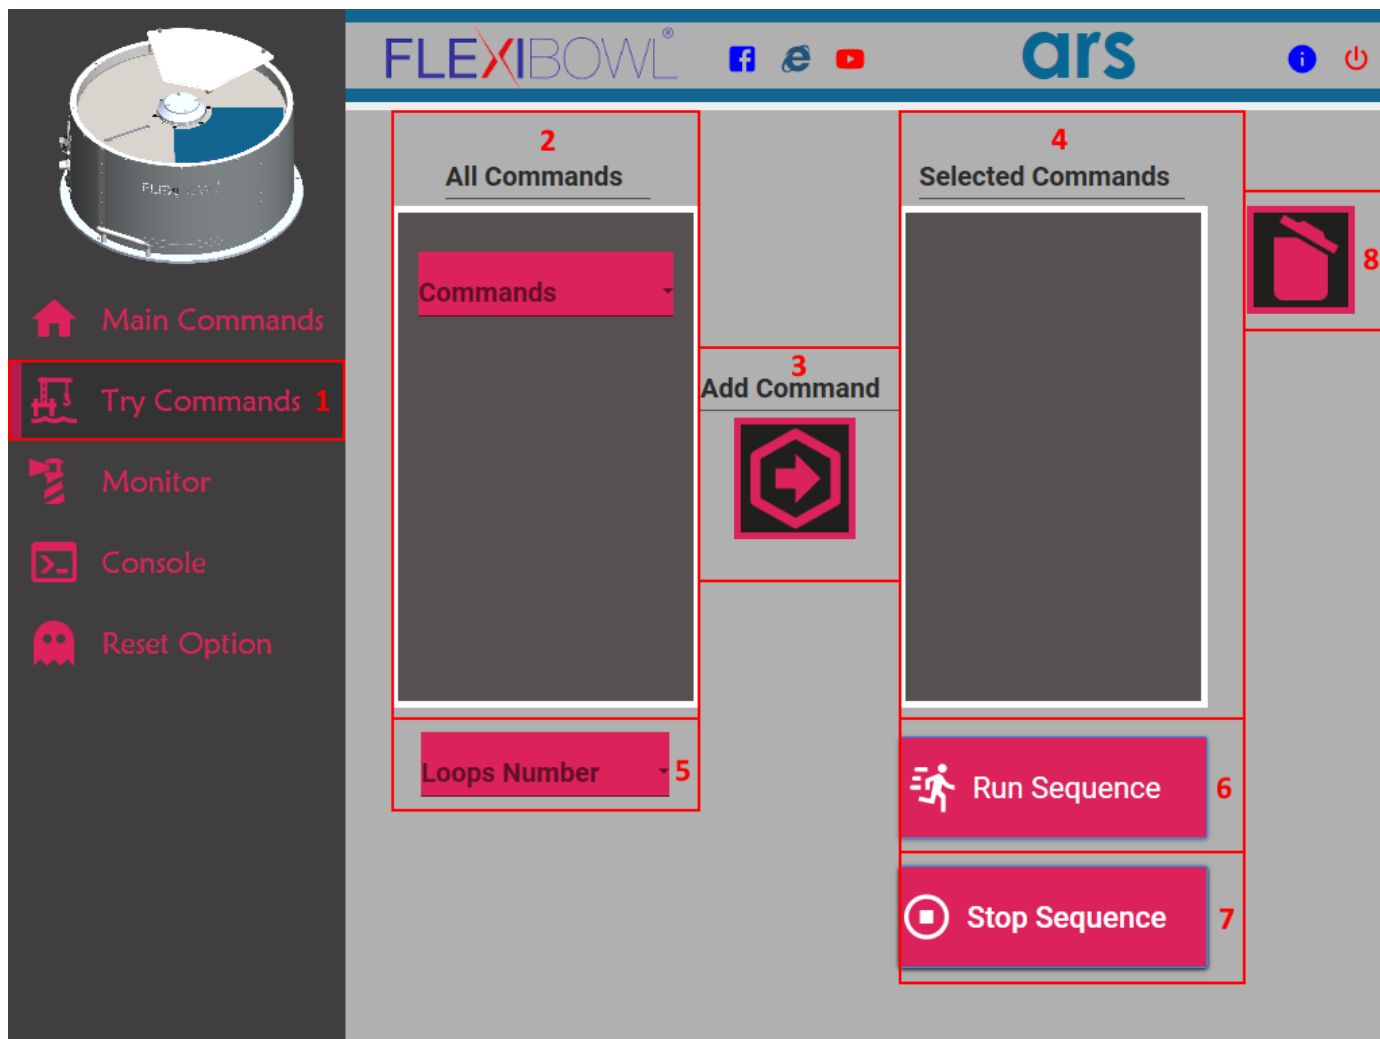 FLEXIBOWL®
ars
Main Commands
Try Commands 1
Monitor
Console
Reset Option
2
All Commands
Commands
3
Add Command
4
Selected Commands
8
Loops Number 5
Run Sequence 6
Stop Sequence 7